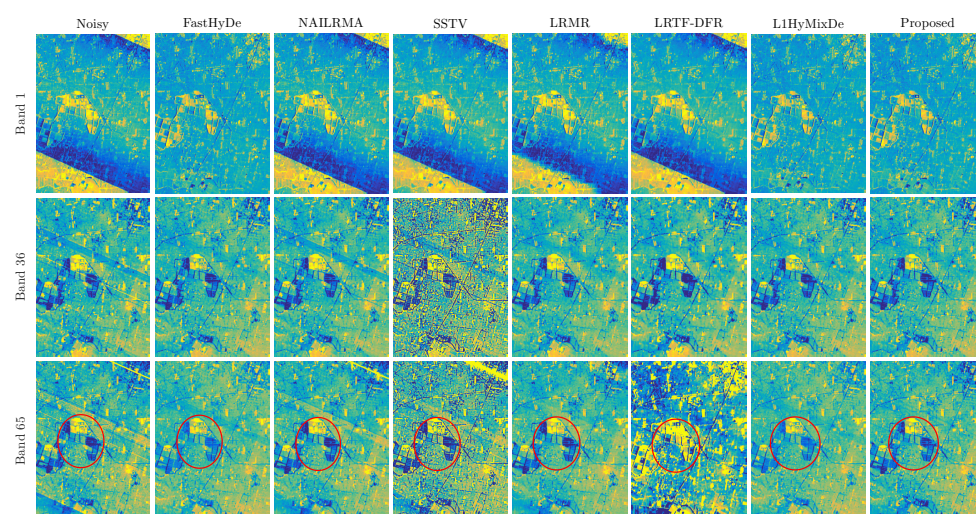 Noisy FastHyDe NAILRMA SSTV LRMR LRTF-DFR L1HyMixDe Proposed
Band 1
Band 36
Band 65